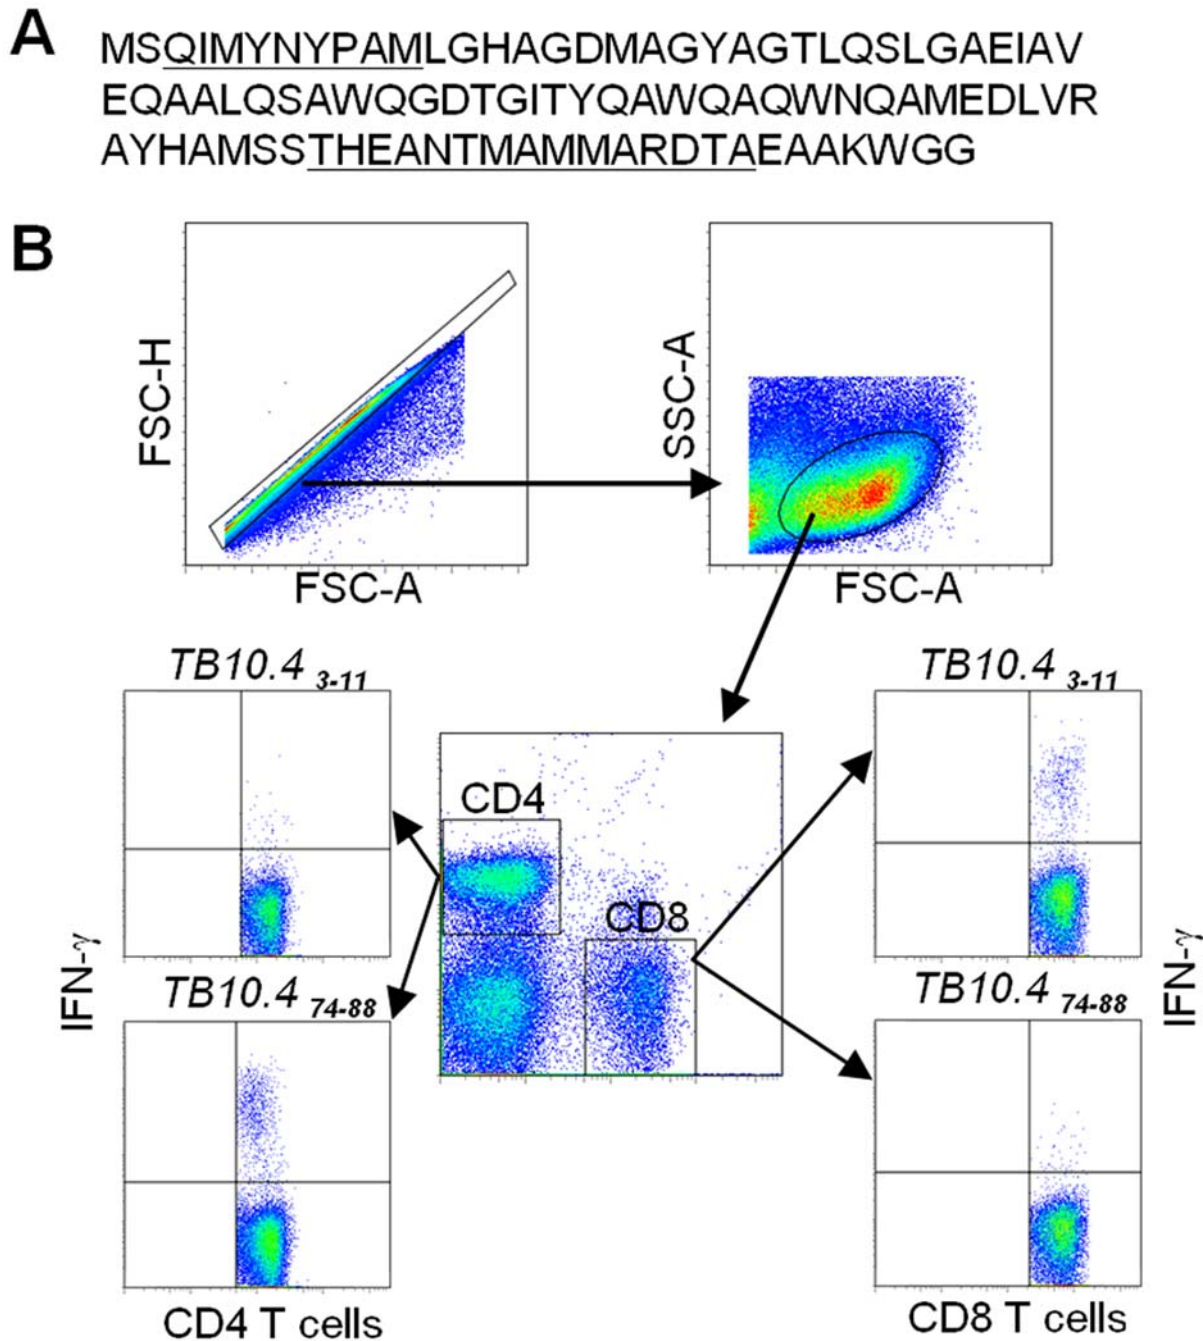 A
MSQIMYNYPAMLGHAGDMAGYAGTLQSLGAEIAV
EQAALQSAWQGDTGITYQAWQAQWNQAMEDLVR
AYHAMSSTHEANTMAMMARDTAEAAKWGG
B
FSC-H
FSC-A
SSC-A
FSC-A
TB10.4 3-11
TB10.4 3-11
CD4
CD8
IFN-γ
TB10.4 74-88
TB10.4 74-88
IFN-γ
CD4 T cells
CD8 T cells